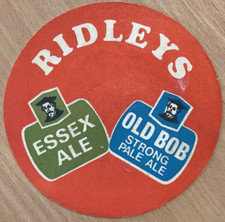 RIDLEYS
ESSEX
ALE
OLD BOB
STRONG
PALE ALE